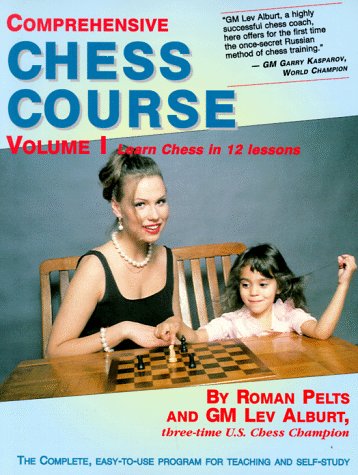 COMPREHENSIVE
CHESS
COURSE
VOLUME I Learn Chess in 12 lessons
"GM Lev Alburt, a highly
successful chess coach,
here offers for the first time
the once-secret Russian
method of chess training."
— GM GARRY KASPAROV,
WORLD CHAMPION
BY ROMAN PELTS
AND GM LEV ALBURT,
three-time U.S. Chess Champion
THE COMPLETE, EASY-TO-USE PROGRAM FOR TEACHING AND SELF-STUDY